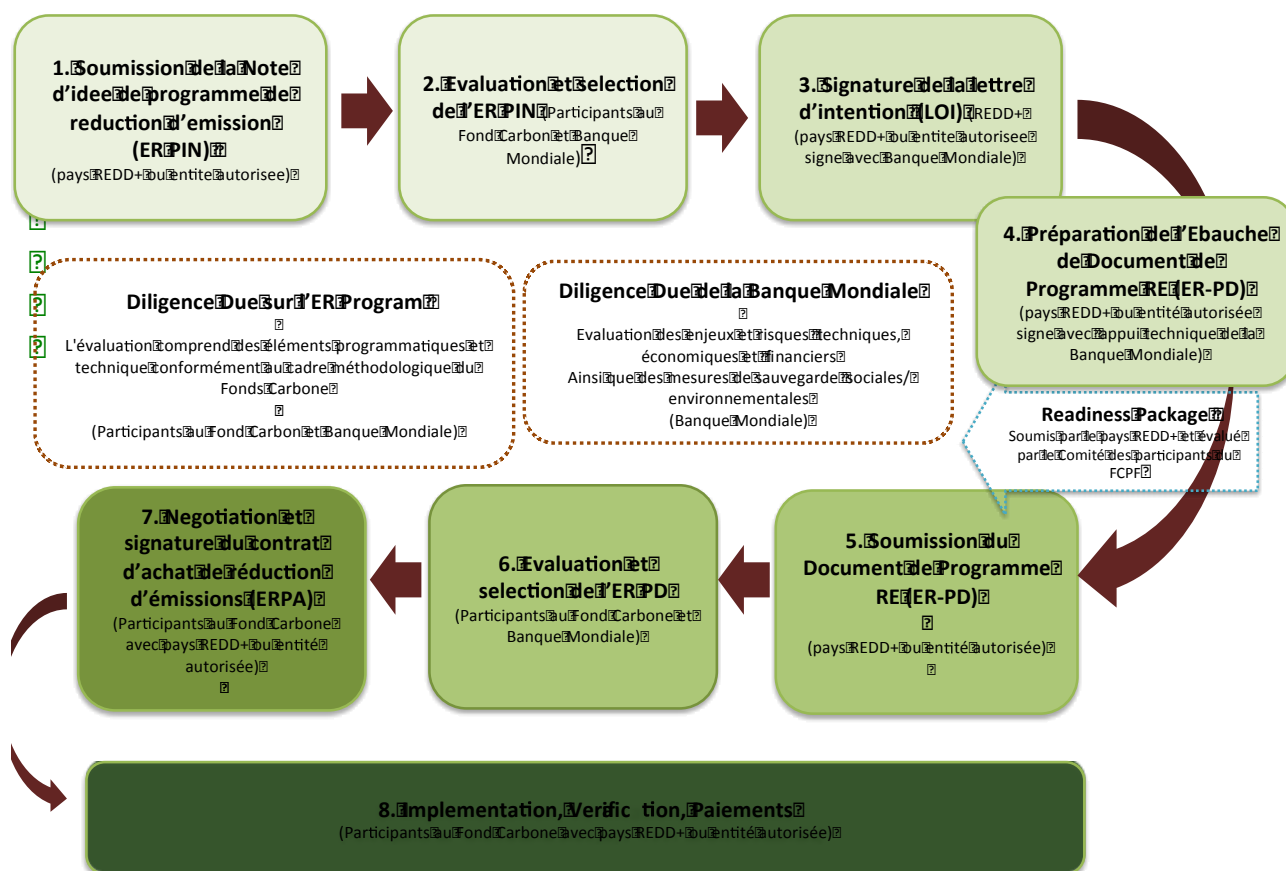 1. Soumission de la Note
d'idee de programme de
reduction d'emission
(ER PIN)
(pays REDD+ ou entité autorisee)
2. Evaluation et selection
de l'ER PIN (Participants au
Fond Carbon et Banque
Mondiale)
3. Signature de la lettre
d'intention (LOI) (REDD+
(pays REDD+ ou entité autorisee
signe avec Banque Mondiale)
4. Préparation de l'Ebauche
de Document de
Programme RE (ER-PD)
(pays REDD+ ou entité autorisée
signe avec appui technique de la
Banque Mondiale)
Diligence Due sur l'ER Program
L'évaluation comprend des éléments programmatiques et
technique conformément au cadre méthodologique du
Fonds Carbone
(Participants au Fond Carbon et Banque Mondiale)
Diligence Due de la Banque Mondiale
Evaluation des enjeux et risques techniques,
économiques et financiers
Ainsi que des mesures de sauvegarde sociales/
environmentales
(Banque Mondiale)
Readiness Package
Soumis par le pays REDD+ et évalué
par le Comité des participants du
FCPF
5. Soumission du
Document de Programme
RE (ER-PD)
(pays REDD+ ou entité autorisée)
6. Evaluation et
selection de l'ER PD
(Participants au Fond Carbone et
Banque Mondiale)
7. Negotiation et
signature du contrat
d'achat de réduction
d'émissions (ERPA)
(Participants au Fond Carbone
avec pays REDD+ ou entité
autorisée)
8. Implementation, Verific tion, Paiements
(Participants au Fond Carbone avec pays REDD+ ou entité autorisée)